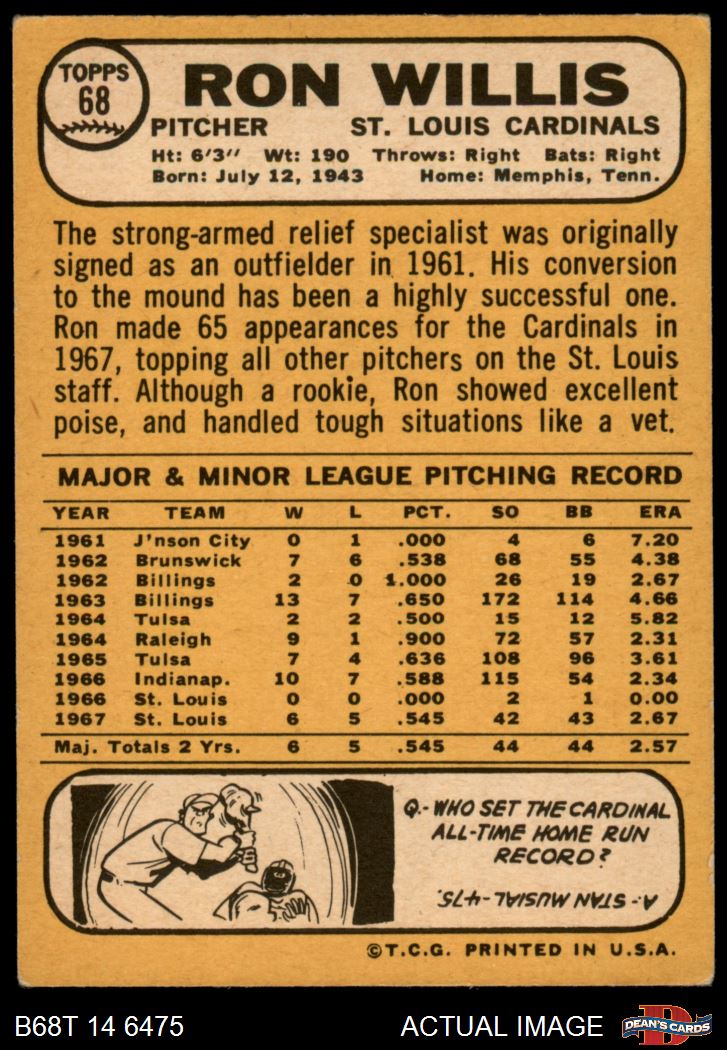 TOPPS
68
RON WILLIS
PITCHER ST. LOUIS CARDINALS
Ht: 6'3" Wt: 190 Throws: Right Bats: Right
Born: July 12, 1943 Home: Memphis, Tenn.
The strong-armed relief specialist was originally
signed as an outfielder in 1961. His conversion
to the mound has been a highly successful one.
Ron made 65 appearances for the Cardinals in
1967, topping all other pitchers on the St. Louis
staff. Although a rookie, Ron showed excellent
poise, and handled tough situations like a vet.
MAJOR & MINOR LEAGUE PITCHING RECORD
YEAR TEAM W L PCT. SO BB ERA
1961 J'nson City 0 1 .000 4 6 7.20
1962 Brunswick 7 6 .538 68 55 4.38
1962 Billings 2 0 1.000 26 19 2.67
1963 Billings 13 7 .650 172 114 4.66
1964 Tulsa 2 2 .500 15 12 5.82
1964 Raleigh 9 1 .900 72 57 2.31
1965 Tulsa 7 4 .636 108 96 3.61
1966 Indianap. 10 7 .588 115 54 2.34
1966 St. Louis 0 0 .000 2 1 0.00
1967 St. Louis 6 5 .545 42 43 2.67
Maj. Totals 2 Yrs. 6 5 .545 44 44 2.57
Q.- WHO SET THE CARDINAL
ALL-TIME HOME RUN
RECORD?
A.- STAN MUSIAL -475.
©T.C.G. PRINTED IN U.S.A.
B68T 14 6475 ACTUAL IMAGE
D
DEAN'S CARDS